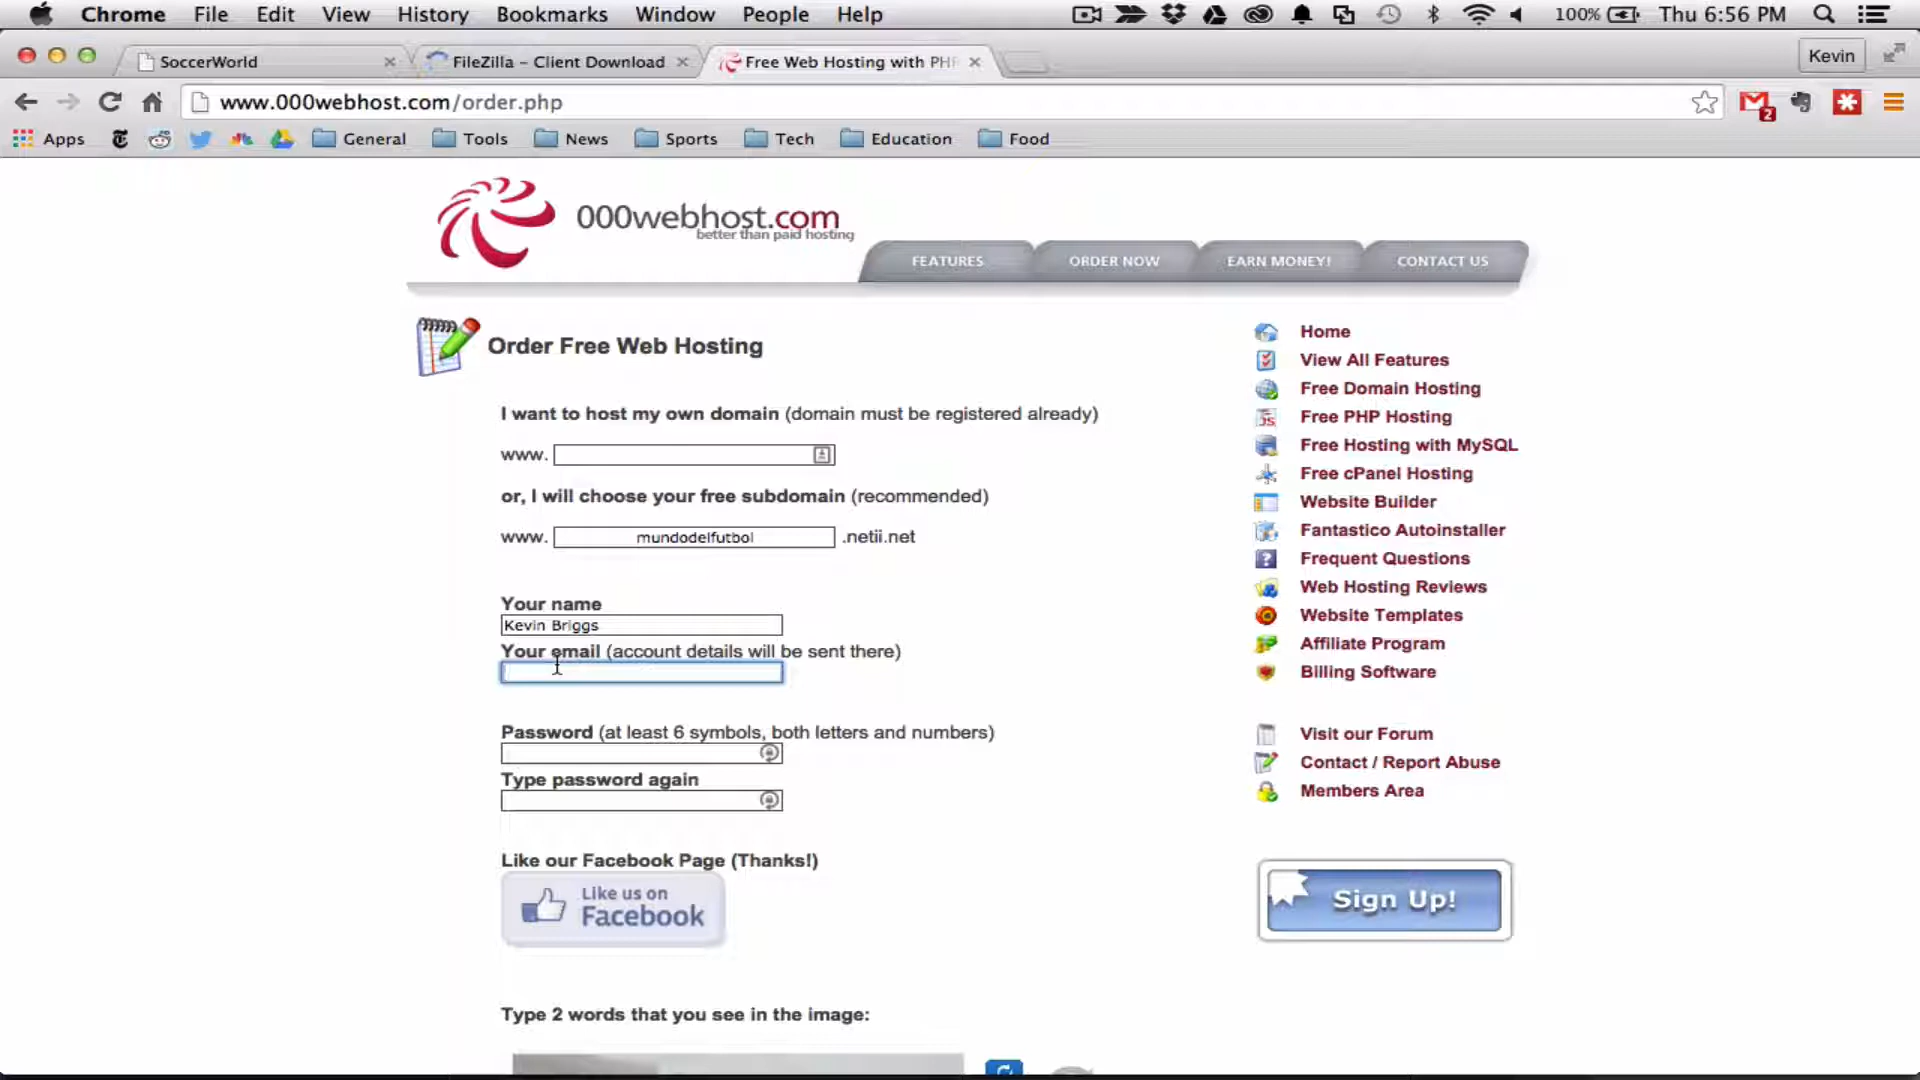 Chrome File Edit View History Bookmarks Window People Help 100% Thu 6:56 PM
SoccerWorld FileZilla - Client Download Free Web Hosting with PHP Kevin
www.000webhost.com/order.php 2
Apps General Tools News Sports Tech Education Food
000webhost.com
better than paid hosting
FEATURES ORDER NOW EARN MONEY! CONTACT US
Order Free Web Hosting
I want to host my own domain (domain must be registered already)
www.
or, I will choose your free subdomain (recommended)
www. mundodelfutbol .netii.net
Your name
Kevin Briggs
Your email (account details will be sent there)
Password (at least 6 symbols, both letters and numbers)
Type password again
Like our Facebook Page (Thanks!)
Like us on
Facebook
Type 2 words that you see in the image:
Home
View All Features
Free Domain Hosting
Free PHP Hosting
Free Hosting with MySQL
Free cPanel Hosting
Website Builder
Fantastico Autoinstaller
Frequent Questions
Web Hosting Reviews
Website Templates
Affiliate Program
Billing Software
Visit our Forum
Contact / Report Abuse
Members Area
Sign Up!